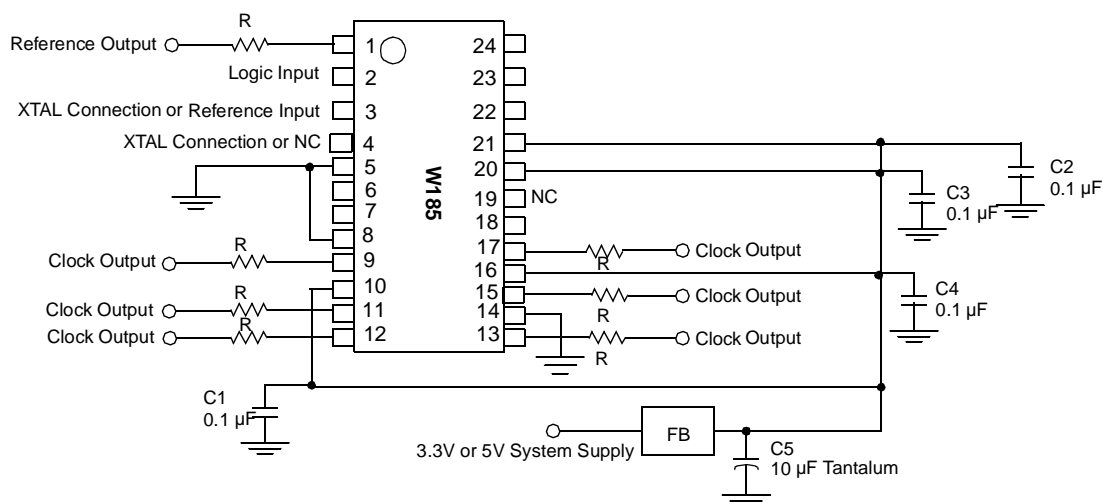 R
Reference Output
Logic Input
XTAL Connection or Reference Input
XTAL Connection or NC
1
2
3
4
5
6
7
8
9
10
11
12
W185
24
23
22
21
20
19
18
17
16
15
14
13
NC
C2
0.1 µF
C3
0.1 µF
R
Clock Output
R
Clock Output
R
Clock Output
R
Clock Output
R
Clock Output
R
Clock Output
C4
0.1 µF
C1
0.1 µF
FB
3.3V or 5V System Supply
C5
10 µF Tantalum